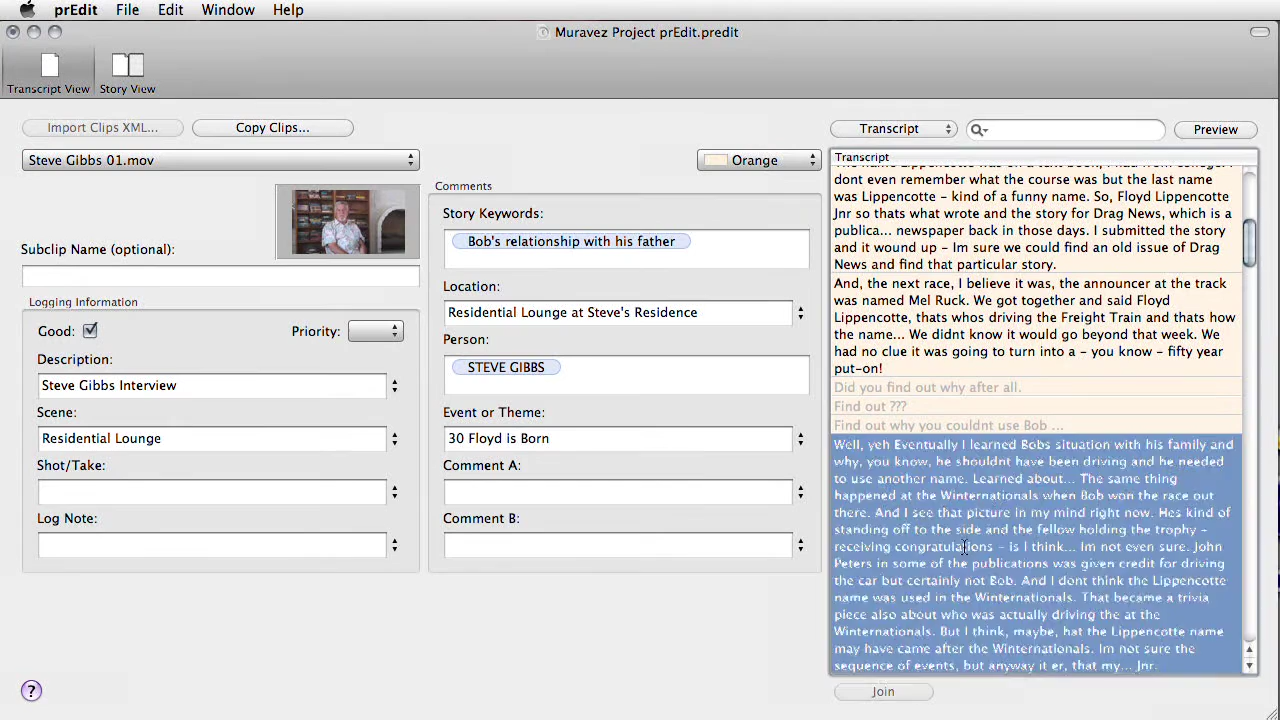 prEdit File Edit Window Help
Muravez Project prEdit.predit
Transcript View Story View
Import Clips XML... Copy Clips...
Steve Gibbs 01.mov
Orange
Subclip Name (optional):
Logging Information
Good: Priority:
Description:
Steve Gibbs Interview
Scene:
Residential Lounge
Shot/Take:
Log Note:
Comments
Story Keywords:
Bob's relationship with his father
Location:
Residential Lounge at Steve's Residence
Person:
STEVE GIBBS
Event or Theme:
30 Floyd is Born
Comment A:
Comment B:
Transcript Preview
Transcript
dont even remember what the course was but the last name
was Lippencotte – kind of a funny name. So, Floyd Lippencotte
Jnr so thats what wrote and the story for Drag News, which is a
publica... newspaper back in those days. I submitted the story
and it wound up – Im sure we could find an old issue of Drag
News and find that particular story.
And, the next race, I believe it was, the announcer at the track
was named Mel Ruck. We got together and said Floyd
Lippencotte, thats whos driving the Freight Train and thats how
the name... We didnt know it would go beyond that week. We
had no clue it was going to turn into a – you know – fifty year
put-on!
Did you find out why after all.
Find out ???
Find out why you couldnt use Bob ...
Well, yeh Eventually I learned Bobs situation with his family and
why, you know, he shouldnt have been driving and he needed
to use another name. Learned about... The same thing
happened at the Winternationals when Bob won the race out
there. And I see that picture in my mind right now. Hes kind of
standing off to the side and the fellow holding the trophy –
receiving congratulations – is I think... Im not even sure. John
Peters in some of the publications was given credit for driving
the car but certainly not Bob. And I dont think the Lippencotte
name was used in the Winternationals. That became a trivia
piece also about who was actually driving the at the
Winternationals. But I think, maybe, hat the Lippencotte name
may have came after the Winternationals. Im not sure the
sequence of events, but anyway it er, that my... Jnr.
Join
?